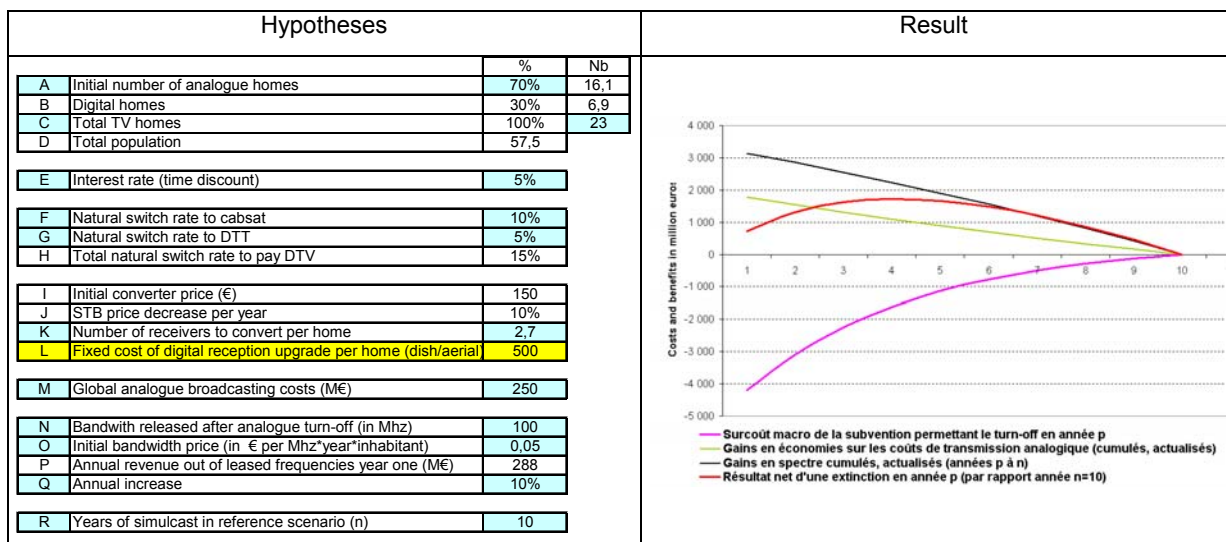 Hypotheses
Result
% Nb
A Initial number of analogue homes 70% 16,1
B Digital homes 30% 6,9
C Total TV homes 100% 23
D Total population 57,5
E Interest rate (time discount) 5%
F Natural switch rate to cabsat 10%
G Natural switch rate to DTT 5%
H Total natural switch rate to pay DTV 15%
I Initial converter price (€) 150
J STB price decrease per year 10%
K Number of receivers to convert per home 2,7
L Fixed cost of digital reception upgrade per home (dish/aerial) 500
M Global analogue broadcasting costs (M€) 250
N Bandwith released after analogue turn-off (in Mhz) 100
O Initial bandwidth price (in € per Mhz*year*inhabitant) 0,05
P Annual revenue out of leased frequencies year one (M€) 288
Q Annual increase 10%
R Years of simulcast in reference scenario (n) 10
Costs and benefits in million euros
4 000
3 000
2 000
1 000
0
-1 000
-2 000
-3 000
-4 000
-5 000
1 2 3 4 5 6 7 8 9 10
Surcoût macro de la subvention permettant le turn-off en année p
Gains en économies sur les coûts de transmission analogique (cumulés, actualisés)
Gains en spectre cumulés, actualisés (années p à n)
Résultat net d'une extinction en année p (par rapport année n=10)